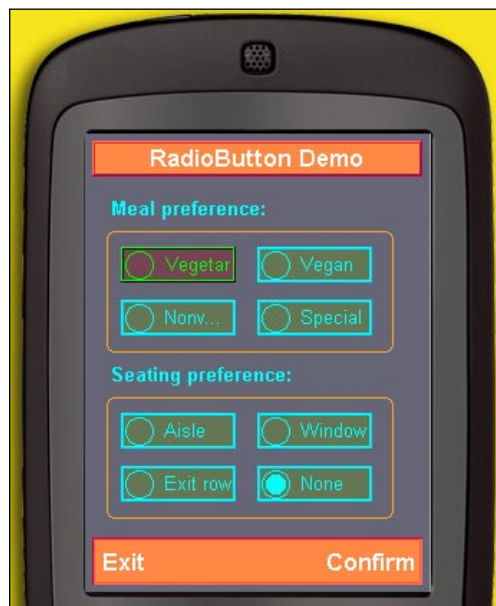 RadioButton Demo
Meal preference:
Vegetar Vegan
Nonv... Special
Seating preference:
Aisle Window
Exit row None
Exit Confirm